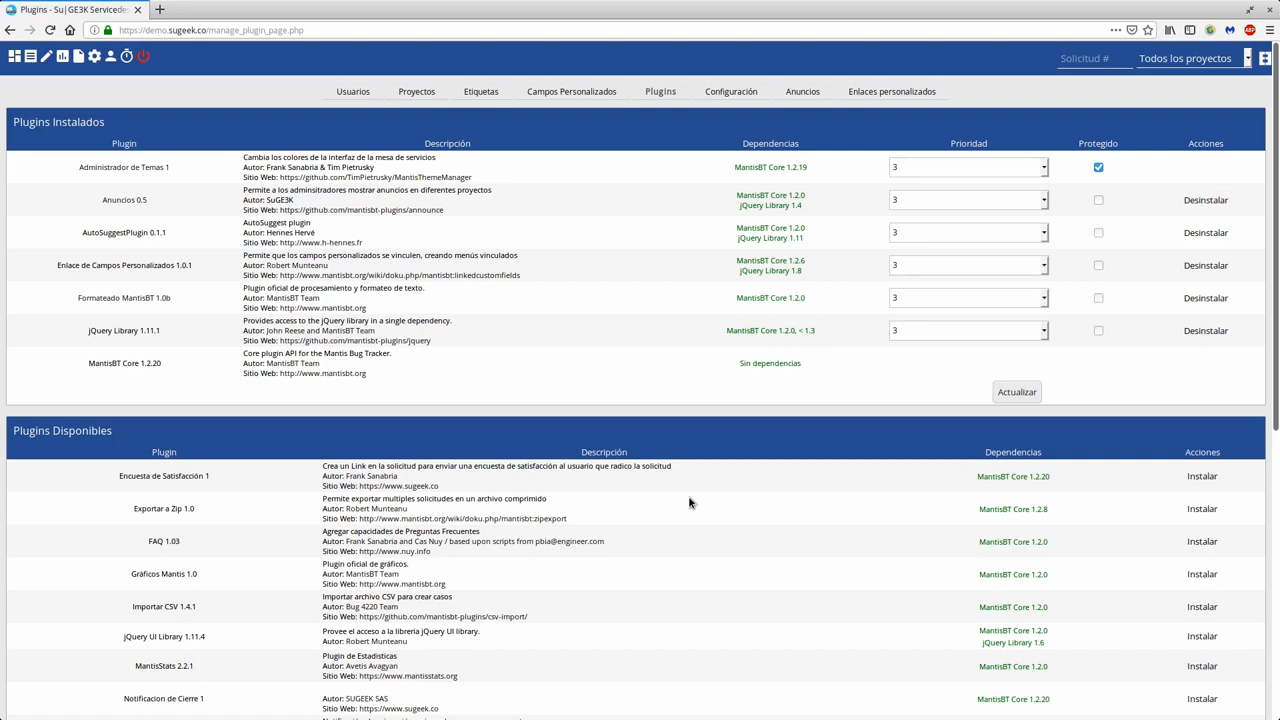 Plugins - Su|GE3K Servicedes
https://demo.sugeek.co/manage_plugin_page.php
ABP
Solicitud #
Todos los proyectos
Usuarios Proyectos Etiquetas Campos Personalizados Plugins Configuración Anuncios Enlaces personalizados
Plugins Instalados
Plugin Descripción Dependencias Prioridad Protegido Acciones
Cambia los colores de la interfaz de la mesa de servicios
Administrador de Temas 1 Autor: Frank Sanabria & Tim Pietrusky MantisBT Core 1.2.19 3
Sitio Web: https://github.com/TimPietrusky/MantisThemeManager
Permite a los adminsitradores mostrar anuncios en diferentes proyectos
MantisBT Core 1.2.0
Anuncios 0.5 Autor: SuGE3K 3 Desinstalar
jQuery Library 1.4
Sitio Web: https://github.com/mantisbt-plugins/announce
AutoSuggest plugin
MantisBT Core 1.2.0
AutoSuggestPlugin 0.1.1 Autor: Hennes Hervé 3 Desinstalar
jQuery Library 1.11
Sitio Web: http://www.h-hennes.fr
Permite que los campos personalizados se vinculen, creando menús vinculados
MantisBT Core 1.2.6
Enlace de Campos Personalizados 1.0.1 Autor: Robert Munteanu 3 Desinstalar
jQuery Library 1.8
Sitio Web: http://www.mantisbt.org/wiki/doku.php/mantisbt:linkedcustomfields
Plugin oficial de procesamiento y formateo de texto.
Formateado MantisBT 1.0b Autor: MantisBT Team MantisBT Core 1.2.0 3 Desinstalar
Sitio Web: http://www.mantisbt.org
Provides access to the jQuery library in a single dependency.
jQuery Library 1.11.1 Autor: John Reese and MantisBT Team MantisBT Core 1.2.0, < 1.3 3 Desinstalar
Sitio Web: https://github.com/mantisbt-plugins/jquery
Core plugin API for the Mantis Bug Tracker.
MantisBT Core 1.2.20 Autor: MantisBT Team Sin dependencias
Sitio Web: http://www.mantisbt.org
Actualizar
Plugins Disponibles
Plugin Descripción Dependencias Acciones
Crea un Link en la solicitud para enviar una encuesta de satisfacción al usuario que radico la solicitud
Encuesta de Satisfacción 1 Autor: Frank Sanabria MantisBT Core 1.2.20 Instalar
Sitio Web: https://www.sugeek.co
Permite exportar multiples solicitudes en un archivo comprimido
Exportar a Zip 1.0 Autor: Robert Munteanu MantisBT Core 1.2.8 Instalar
Sitio Web: http://www.mantisbt.org/wiki/doku.php/mantisbt:zipexport
Agregar capacidades de Preguntas Frecuentes
FAQ 1.03 Autor: Frank Sanabria and Cas Nuy / based upon scripts from pbia@engineer.com MantisBT Core 1.2.0 Instalar
Sitio Web: http://www.nuy.info
Plugin oficial de gráficos.
Gráficos Mantis 1.0 Autor: MantisBT Team MantisBT Core 1.2.0 Instalar
Sitio Web: http://www.mantisbt.org
Importar archivo CSV para crear casos
Importar CSV 1.4.1 Autor: Bug 4220 Team MantisBT Core 1.2.0 Instalar
Sitio Web: https://github.com/mantisbt-plugins/csv-import/
Provee el acceso a la libreria jQuery UI library. MantisBT Core 1.2.0
jQuery UI Library 1.11.4 Instalar
Autor: Robert Munteanu jQuery Library 1.6
Plugin de Estadisticas
MantisStats 2.2.1 Autor: Avetis Avagyan MantisBT Core 1.2.0 Instalar
Sitio Web: https://www.mantisstats.org
Notificacion de Cierre 1 Autor: SUGEEK SAS MantisBT Core 1.2.20 Instalar
Sitio Web: https://www.sugeek.co